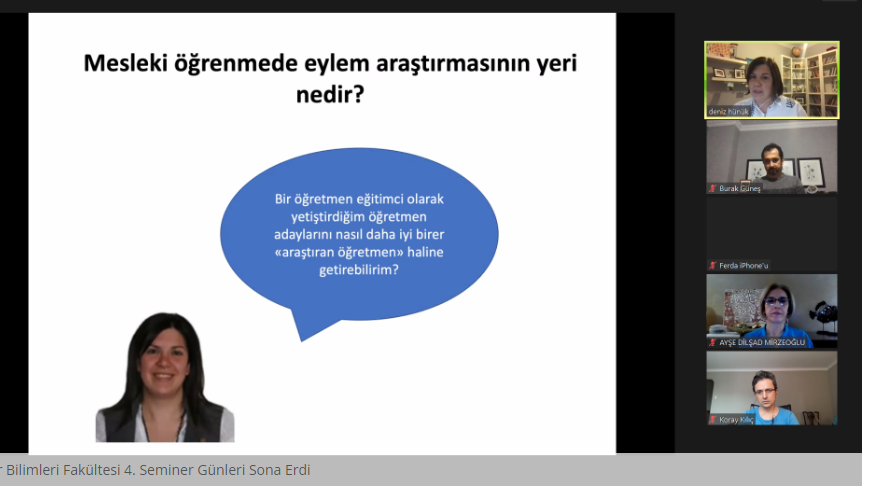 Mesleki öğrenmede eylem araştırmasının yeri
nedir?
Bir öğretmen eğitimci olarak
yetiştirdiğim öğretmen
adaylarını nasıl daha iyi birer
«araştıran öğretmen» haline
getirebilirim?
deniz hünük
Burak Güneş
Ferda iPhone'u
AYŞE DİLŞAD MİRZEOĞLU
Koray Kılıç
r Bilimleri Fakültesi 4. Seminer Günleri Sona Erdi